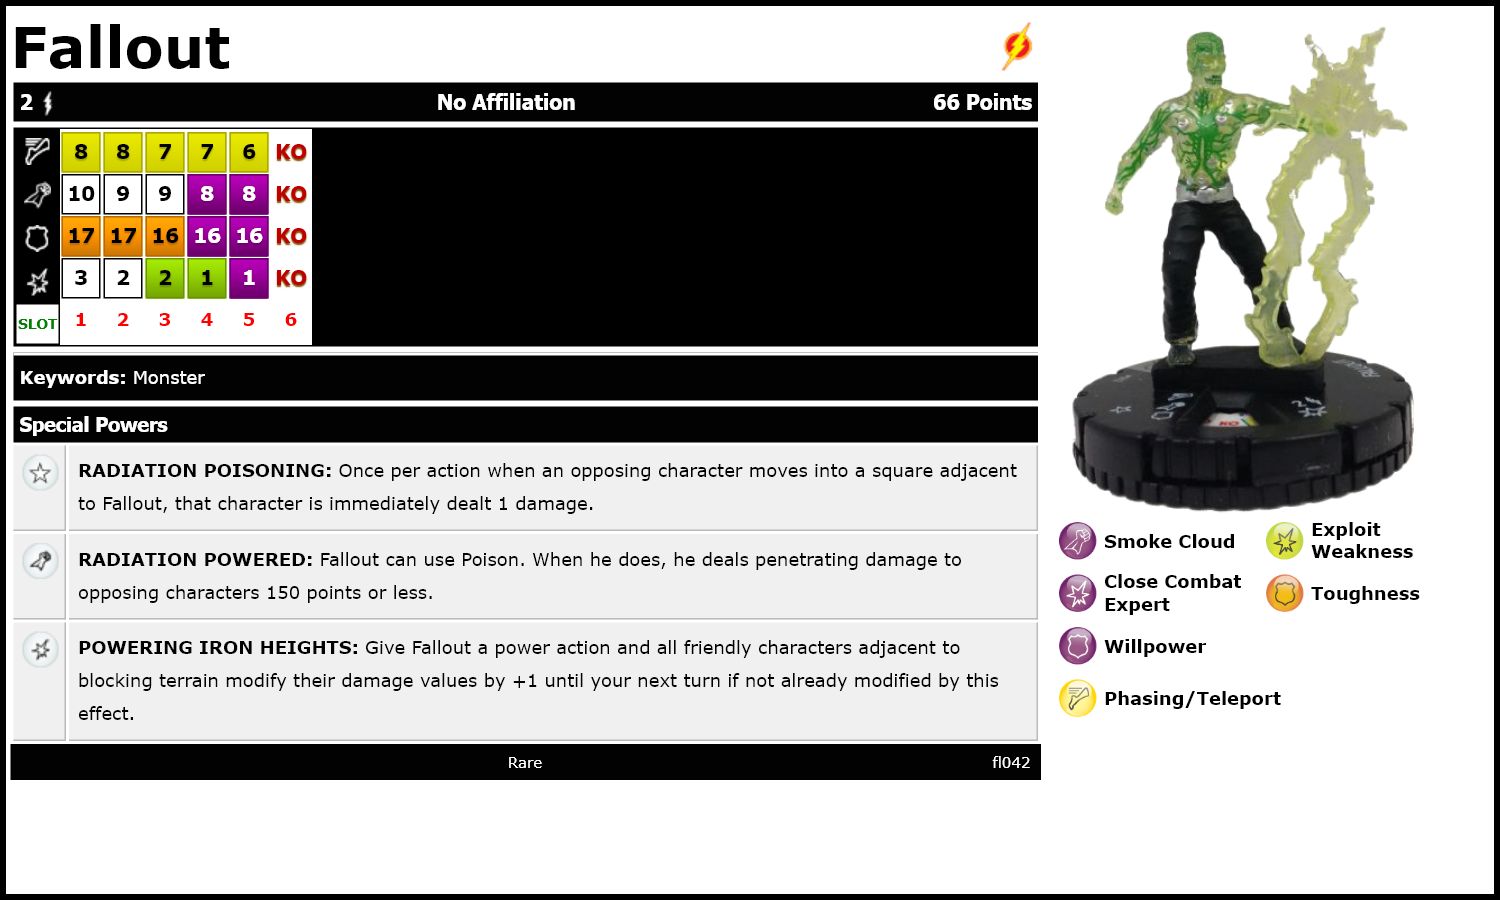 Fallout
2 No Affiliation 66 Points
8 8 7 7 6 KO
10 9 9 8 8 KO
17 17 16 16 16 KO
3 2 2 1 1 KO
SLOT 1 2 3 4 5 6
Keywords: Monster
Special Powers
RADIATION POISONING: Once per action when an opposing character moves into a square adjacent
to Fallout, that character is immediately dealt 1 damage.
RADIATION POWERED: Fallout can use Poison. When he does, he deals penetrating damage to
opposing characters 150 points or less.
POWERING IRON HEIGHTS: Give Fallout a power action and all friendly characters adjacent to
blocking terrain modify their damage values by +1 until your next turn if not already modified by this
effect.
Rare fl042
FALLOUT
2
KO
Smoke Cloud
Exploit
Weakness
Close Combat
Expert
Toughness
Willpower
Phasing/Teleport